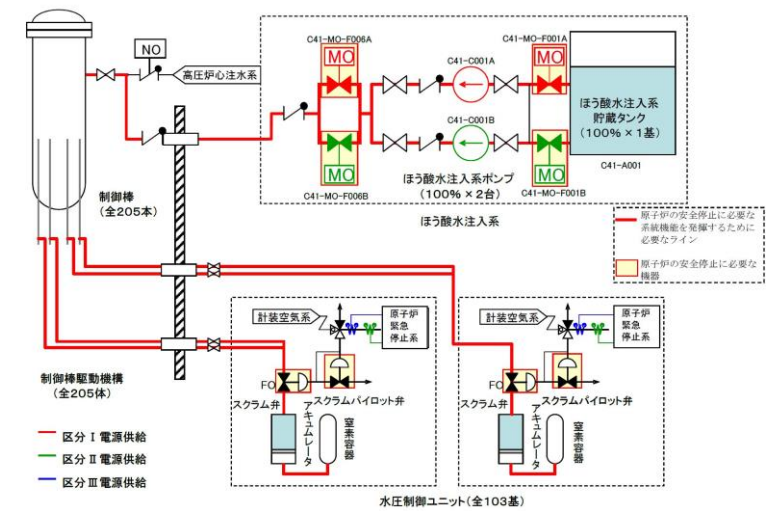 C41-MO-F006A
MO
NO
高圧炉心注水系
C41-C001A
C41-MO-F001A
MO
ほう酸水注入系
貯蔵タンク
(100%×1基)
C41-A001
C41-C001B
MO
C41-MO-F006B
ほう酸水注入系ポンプ
(100%×2台)
MO
C41-MO-F001B
ほう酸水注入系
制御棒
(全205本)
原子炉の安全停止に必要な
系統機能を発揮するために
必要なライン
原子炉の安全停止に必要な
機器
計装空気系
原子炉
緊急
停止系
FO
スクラム弁
スクラムパイロット弁
アキュムレータ
窒素容器
計装空気系
原子炉
緊急
停止系
FO
スクラム弁
スクラムパイロット弁
アキュムレータ
窒素容器
制御棒駆動機構
(全205体)
区分Ⅰ電源供給
区分Ⅱ電源供給
区分Ⅲ電源供給
水圧制御ユニット(全103基)